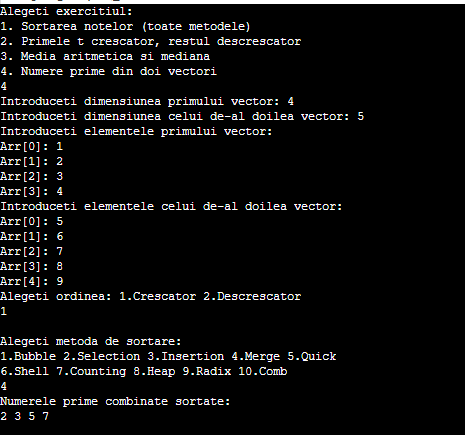 Alegeti exercitiul:
1. Sortarea notelor (toate metodele)
2. Primele t crescator, restul descrescator
3. Media aritmetica si mediana
4. Numere prime din doi vectori
4
Introduceti dimensiunea primului vector: 4
Introduceti dimensiunea celui de-al doilea vector: 5
Introduceti elementele primului vector:
Arr[0]: 1
Arr[1]: 2
Arr[2]: 3
Arr[3]: 4
Introduceti elementele celui de-al doilea vector:
Arr[0]: 5
Arr[1]: 6
Arr[2]: 7
Arr[3]: 8
Arr[4]: 9
Alegeti ordinea: 1.Crescator 2.Descrescator
1
Alegeti metoda de sortare:
1.Bubble 2.Selection 3.Insertion 4.Merge 5.Quick
6.Shell 7.Counting 8.Heap 9.Radix 10.Comb
4
Numerele prime combinate sortate:
2 3 5 7